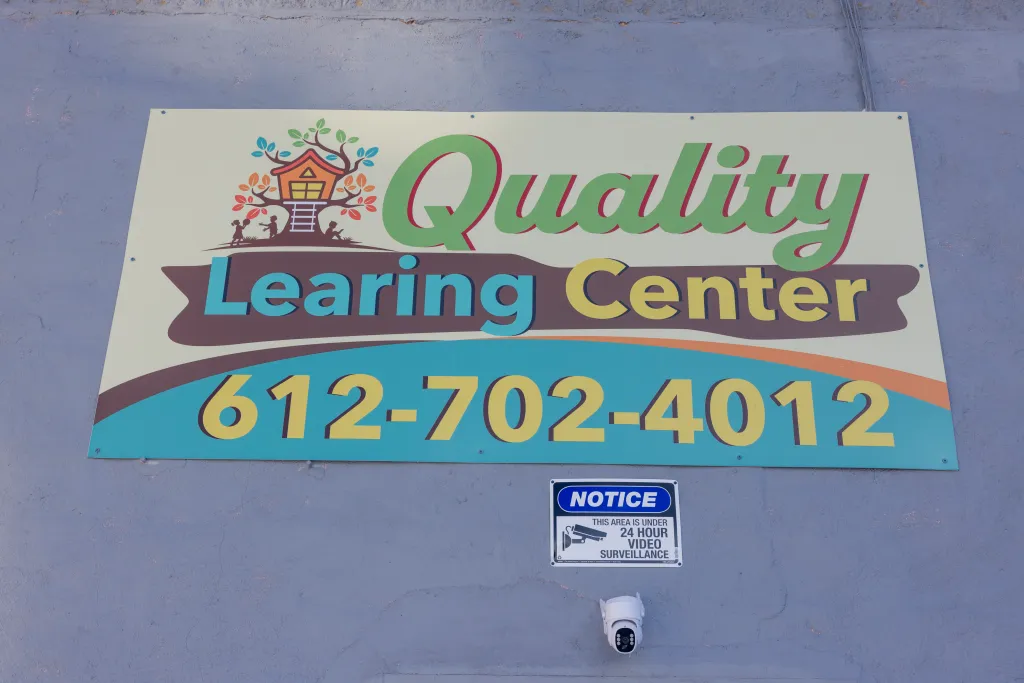 Quality
Learing Center
612-702-4012
NOTICE
THIS AREA IS UNDER
24 HOUR
VIDEO
SURVEILLANCE